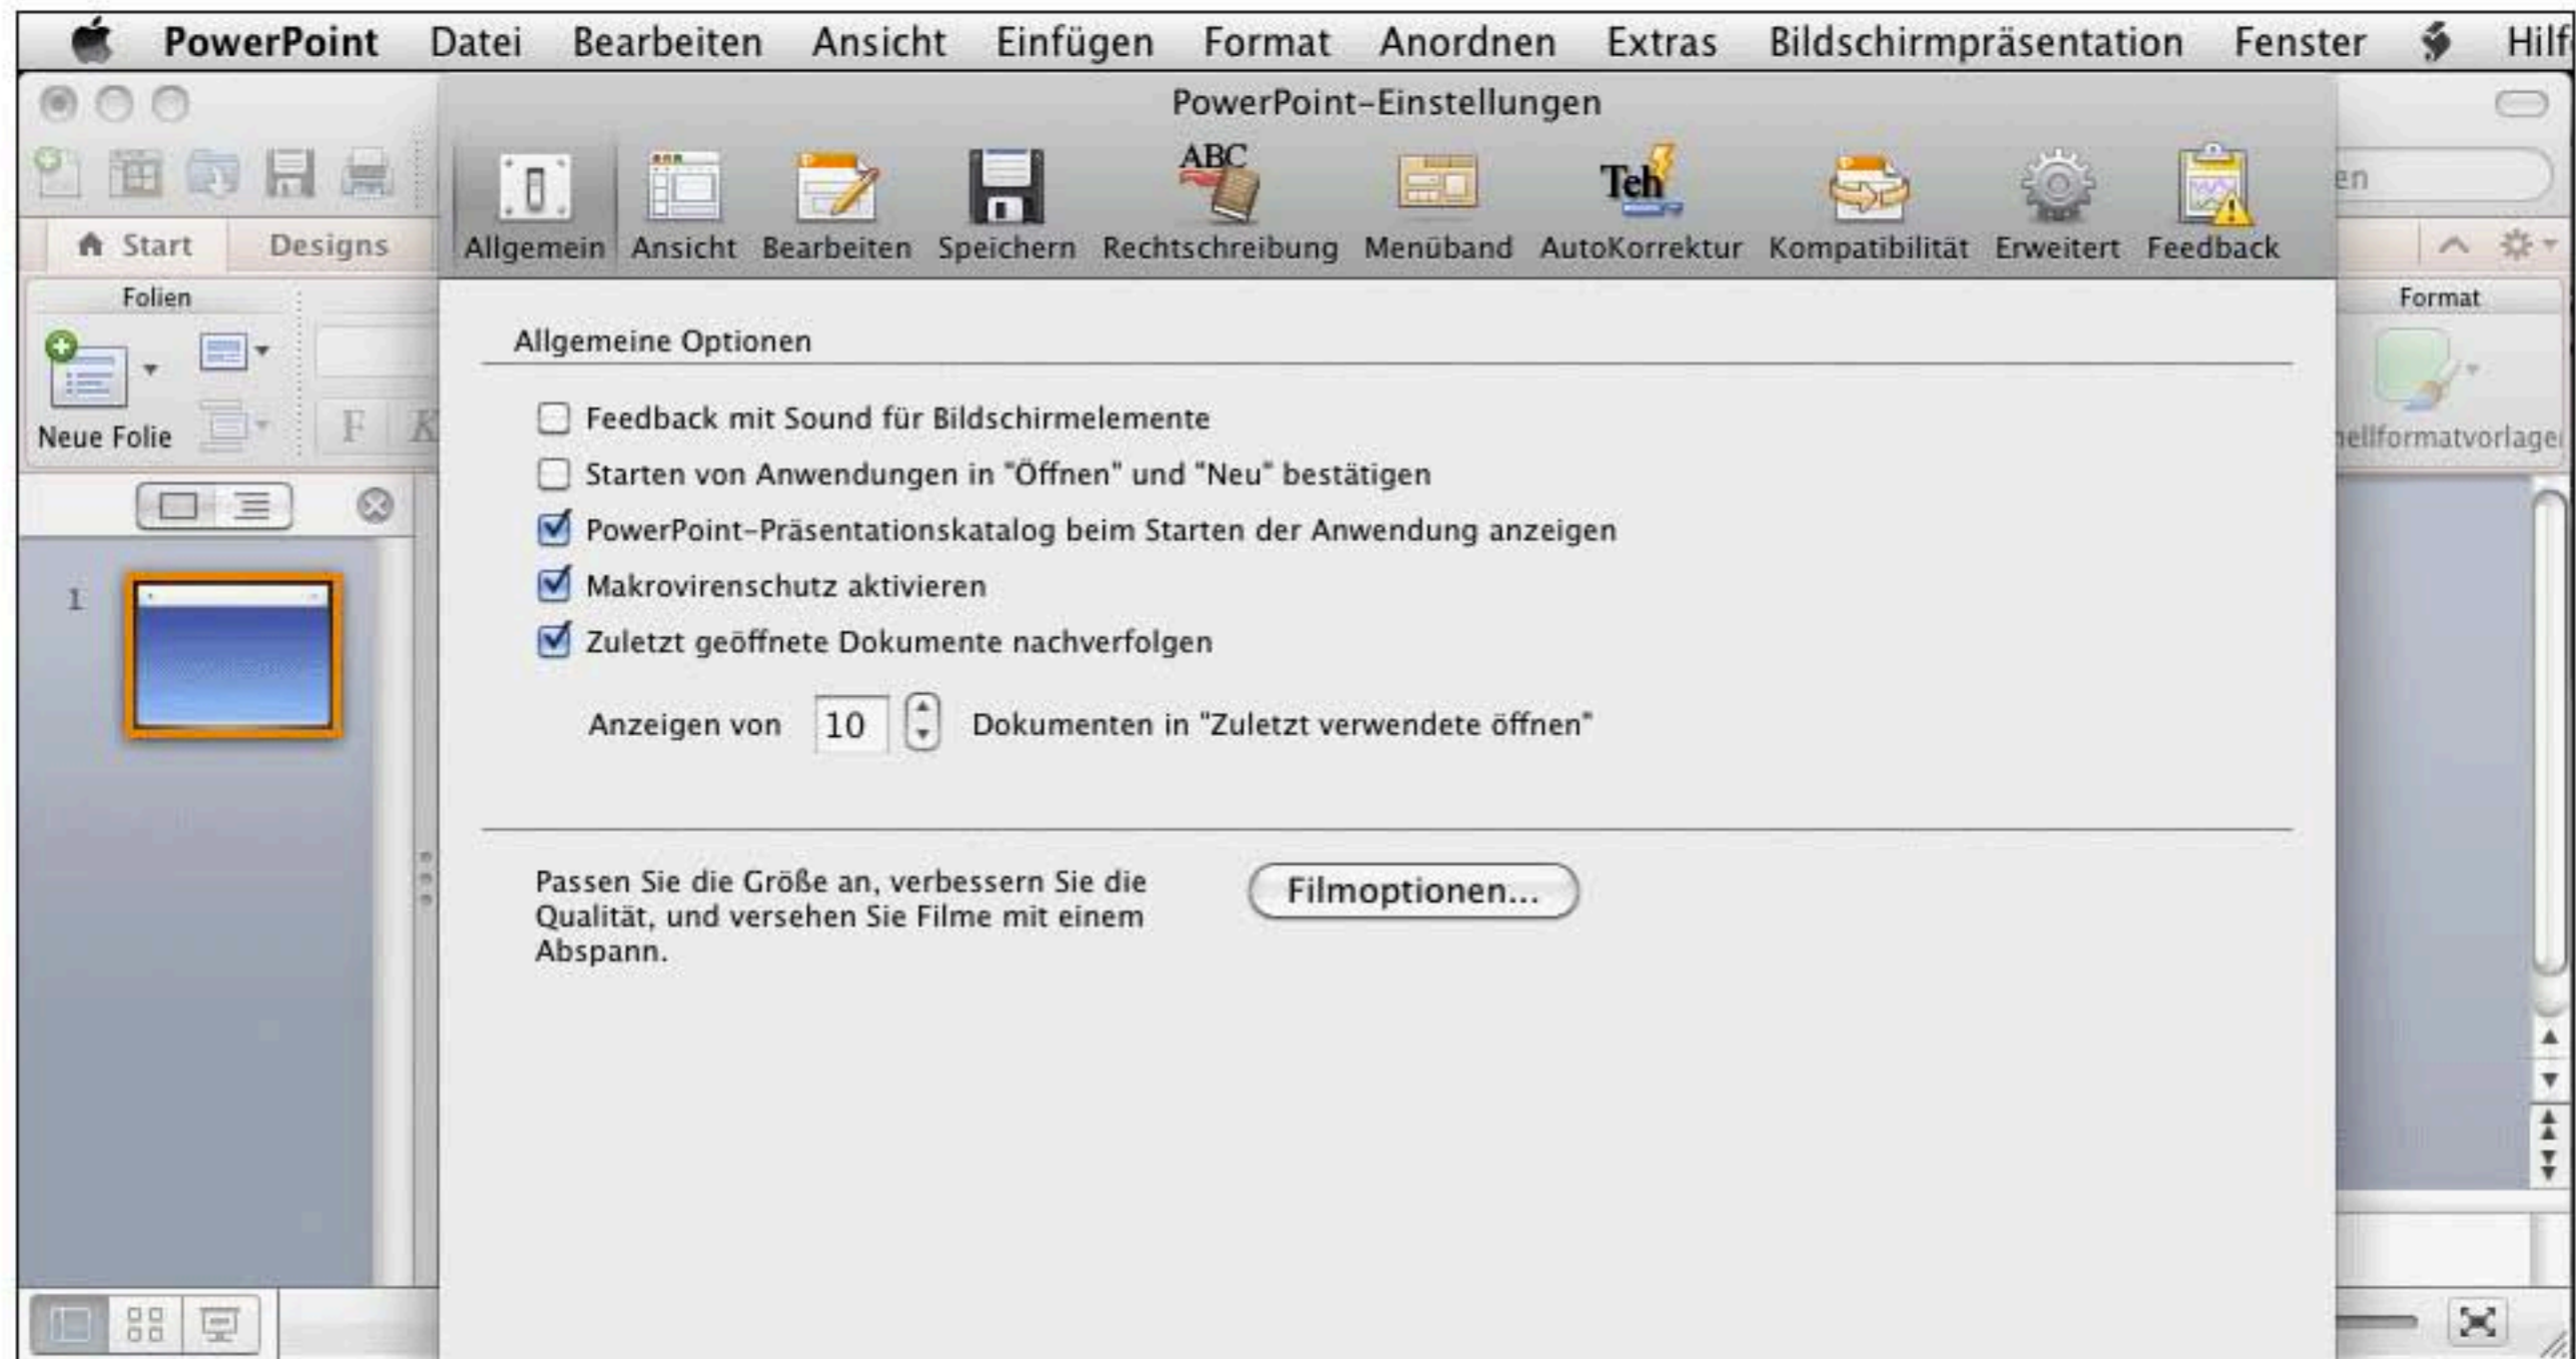 PowerPoint Datei Bearbeiten Ansicht Einfügen Format Anordnen Extras Bildschirmpräsentation Fenster
PowerPoint-Einstellungen
ABC
Teh
Allgemein Ansicht Bearbeiten Speichern Rechtschreibung Menüband AutoKorrektur Kompatibilität Erweitert Feedback
Start Designs
Folien
Format
Neue Folie
F K
Allgemeine Optionen
Feedback mit Sound für Bildschirmelemente
Starten von Anwendungen in "Öffnen" und "Neu" bestätigen
PowerPoint-Präsentationskatalog beim Starten der Anwendung anzeigen
Makrovirenschutz aktivieren
Zuletzt geöffnete Dokumente nachverfolgen
Anzeigen von 10 Dokumenten in "Zuletzt verwendete öffnen"
1
Passen Sie die Größe an, verbessern Sie die
Qualität, und versehen Sie Filme mit einem
Abspann.
Filmoptionen...